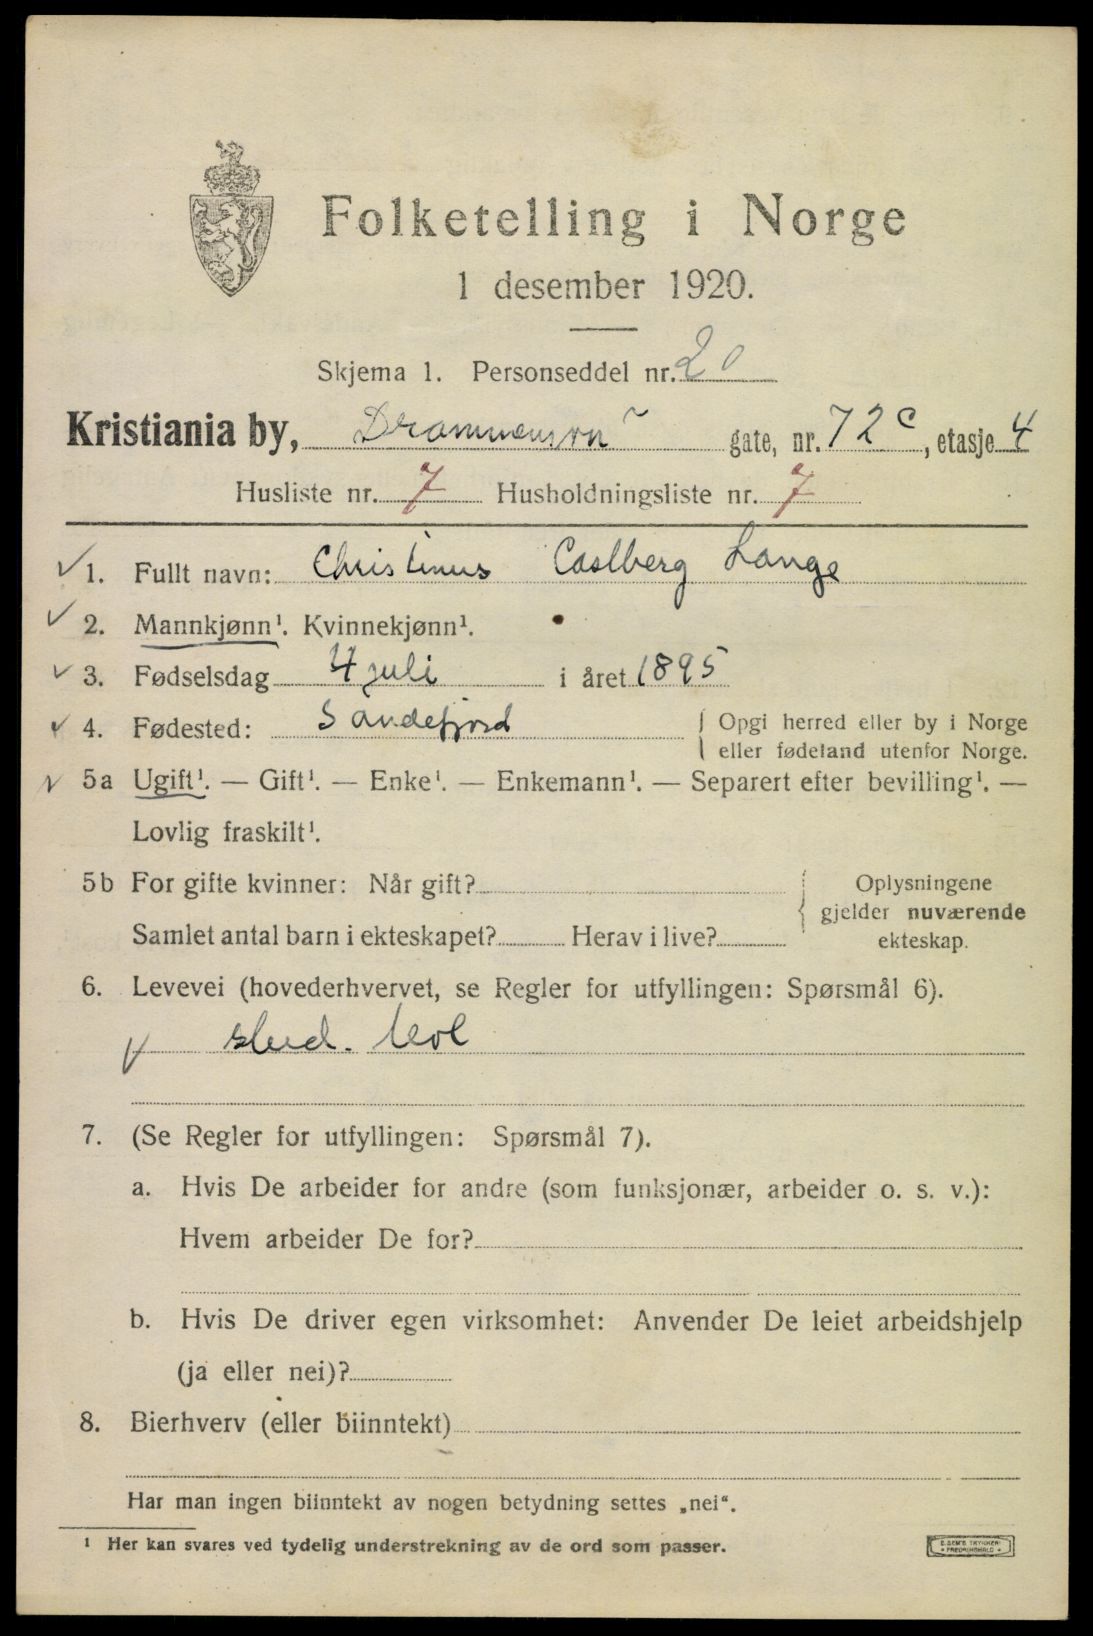 Folketelling i Norge
1 desember 1920.
Skjema 1. Personseddel nr. 20
Kristiania by, Drammensvn gate, nr. 72c, etasje 4
Husliste nr. 7 Husholdningsliste nr. 7
1. Fullt navn: Christinus Caslberg Lange
2. Mannkjønn¹. Kvinnekjønn¹.
3. Fødselsdag 4 juli i året 1895
4. Fødested: Sandefjord { Opgi herred eller by i Norge
eller fødeland utenfor Norge.
5a Ugift¹. — Gift¹. — Enke¹. — Enkemann¹. — Separert efter bevilling¹. —
Lovlig fraskilt¹.
5b For gifte kvinner: Når gift? { Oplysningene
gjelder nuværende
Samlet antal barn i ekteskapet? Herav i live? ekteskap.
6. Levevei (hovederhvervet, se Regler for utfyllingen: Spørsmål 6).
stud.
7. (Se Regler for utfyllingen: Spørsmål 7).
a. Hvis De arbeider for andre (som funksjonær, arbeider o. s. v.):
Hvem arbeider De for?
b. Hvis De driver egen virksomhet: Anvender De leiet arbeidshjelp
(ja eller nei)?
8. Bierhverv (eller biinntekt)
Har man ingen biinntekt av nogen betydning settes „nei“.
¹ Her kan svares ved tydelig understrekning av de ord som passer.
E. SEM'S TRYKKERI
FREDRIKSHALD